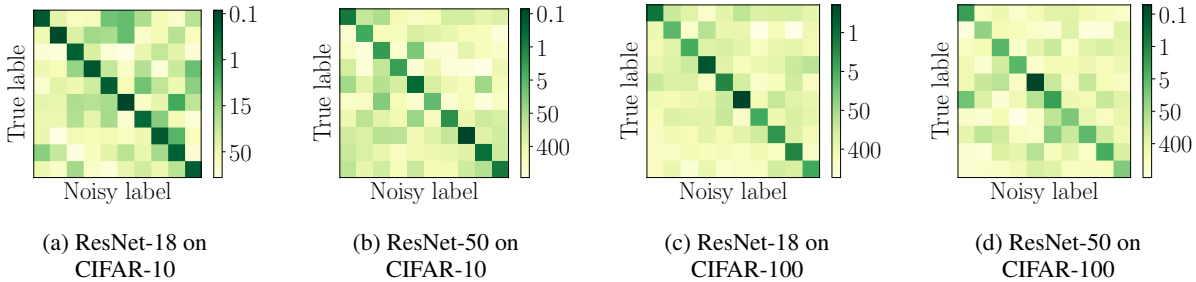 True lable
Noisy label
0.1
1
15
50
(a) ResNet-18 on
CIFAR-10
True lable
Noisy label
0.1
1
5
50
400
(b) ResNet-50 on
CIFAR-10
True lable
Noisy label
1
5
50
360
(c) ResNet-18 on
CIFAR-100
True lable
Noisy label
0.1
1
5
50
400
(d) ResNet-50 on
CIFAR-100